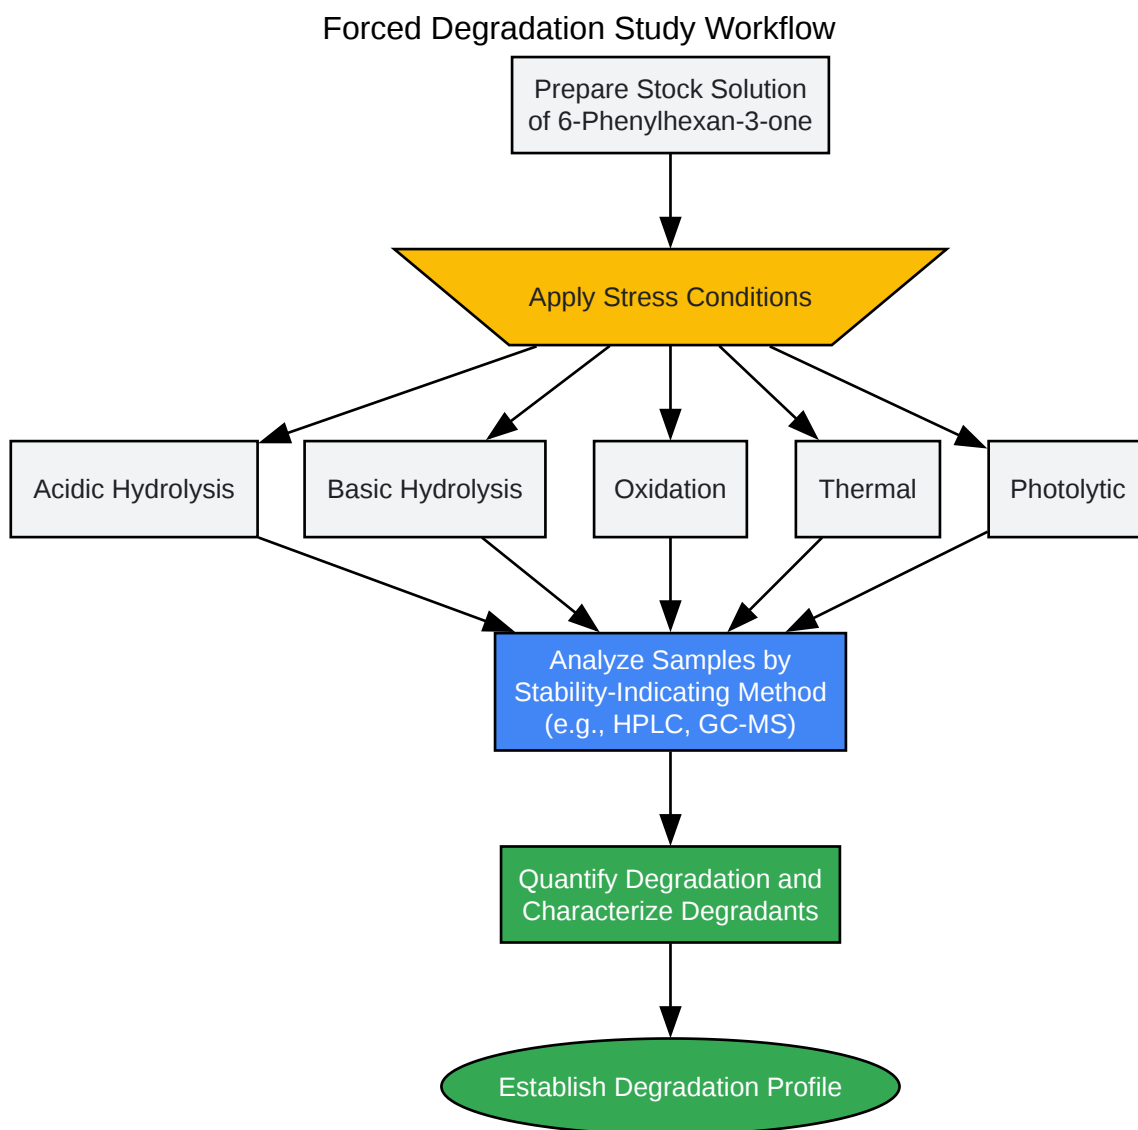 Forced Degradation Study Workflow
Prepare Stock Solution
of 6-Phenylhexan-3-one
Apply Stress Conditions
Acidic Hydrolysis
Basic Hydrolysis
Oxidation
Thermal
Photolytic
Analyze Samples by
Stability-Indicating Method
(e.g., HPLC, GC-MS)
Quantify Degradation and
Characterize Degradants
Establish Degradation Profile